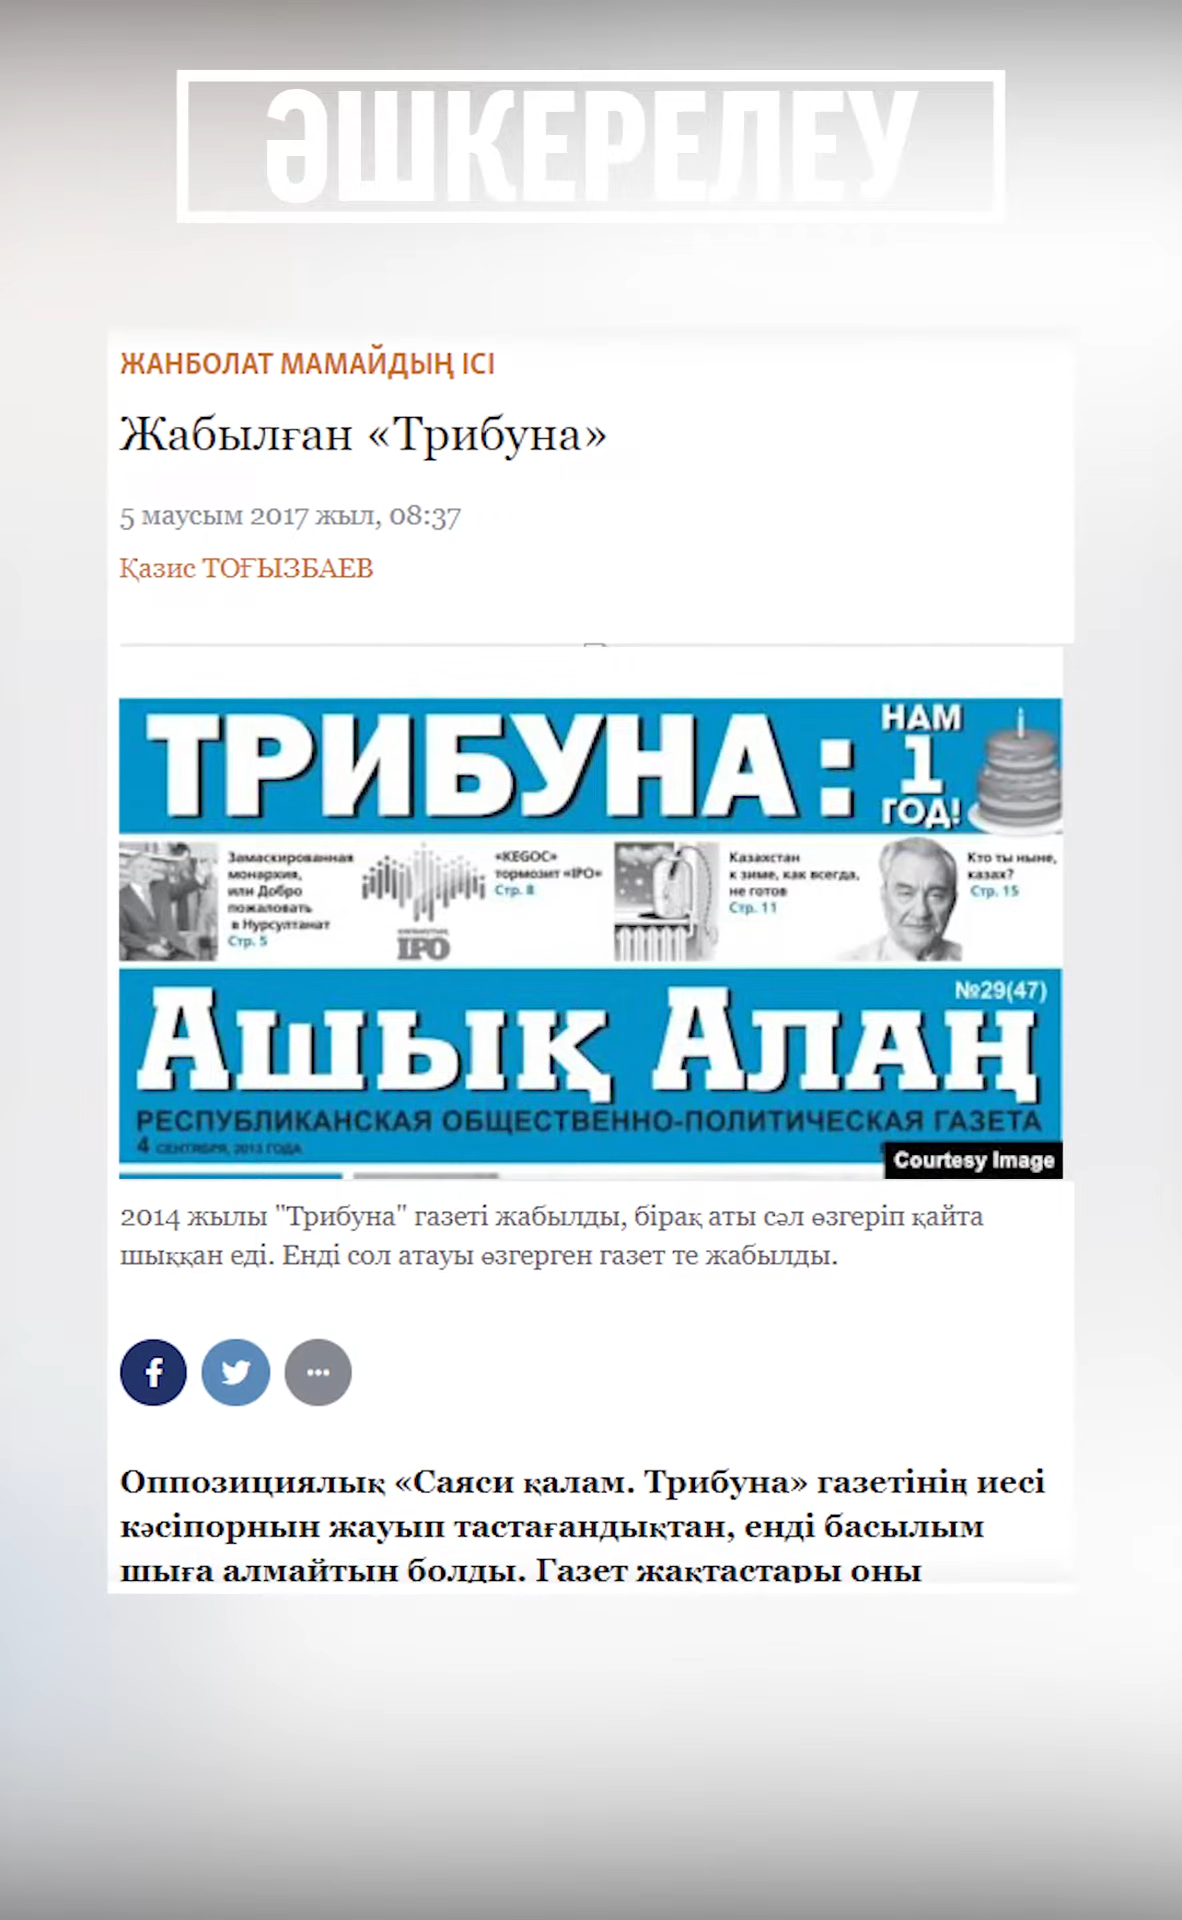 ӘШКЕРЕЛЕУ
ЖАНБОЛАТ МАМАЙДЫҢ ІСІ
Жабылған «Трибуна»
5 маусым 2017 жыл, 08:37
Қазис ТОҒЫЗБАЕВ
ТРИБУНА:
НАМ
1
ГОД!
Замаскированная
монархия,
или Добро
пожаловать
в Нурсултанат
Стр. 5
IPO
«KEGOC»
тормозит «IPO»
Стр. 8
Казахстан
к зиме, как всегда,
не готов
Стр. 11
Кто ты ныне,
казах?
Стр. 15
№29(47)
Ашық Алаң
РЕСПУБЛИКАНСКАЯ ОБЩЕСТВЕННО-ПОЛИТИЧЕСКАЯ ГАЗЕТА
4 СЕНТЯБРЯ, 2013 ГОДА
Courtesy Image
2014 жылы "Трибуна" газеті жабылды, бірақ аты сәл өзгеріп қайта
шыққан еді. Енді сол атауы өзгерген газет те жабылды.
Оппозициялық «Саяси қалам. Трибуна» газетінің иесі
кәсіпорнын жауып тастағандықтан, енді басылым
шыға алмайтын болды. Газет жақтастары оны